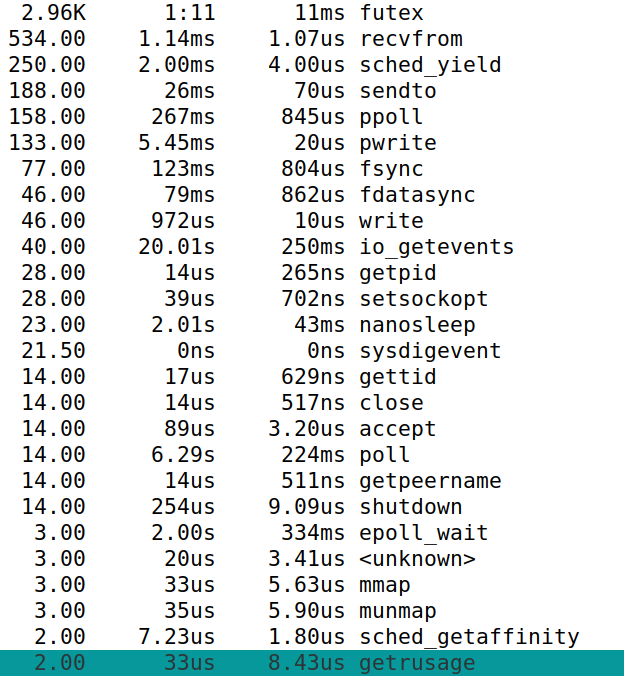 2.96K 1:11 11ms futex
534.00 1.14ms 1.07us recvfrom
250.00 2.00ms 4.00us sched_yield
188.00 26ms 70us sendto
158.00 267ms 845us ppoll
133.00 5.45ms 20us pwrite
77.00 123ms 804us fsync
46.00 79ms 862us fdatasync
46.00 972us 10us write
40.00 20.01s 250ms io_getevents
28.00 14us 265ns getpid
28.00 39us 702ns setsockopt
23.00 2.01s 43ms nanosleep
21.50 0ns 0ns sysdigevent
14.00 17us 629ns gettid
14.00 14us 517ns close
14.00 89us 3.20us accept
14.00 6.29s 224ms poll
14.00 14us 511ns getpeername
14.00 254us 9.09us shutdown
3.00 2.00s 334ms epoll_wait
3.00 20us 3.41us <unknown>
3.00 33us 5.63us mmap
3.00 35us 5.90us munmap
2.00 7.23us 1.80us sched_getaffinity
2.00 33us 8.43us getrusage